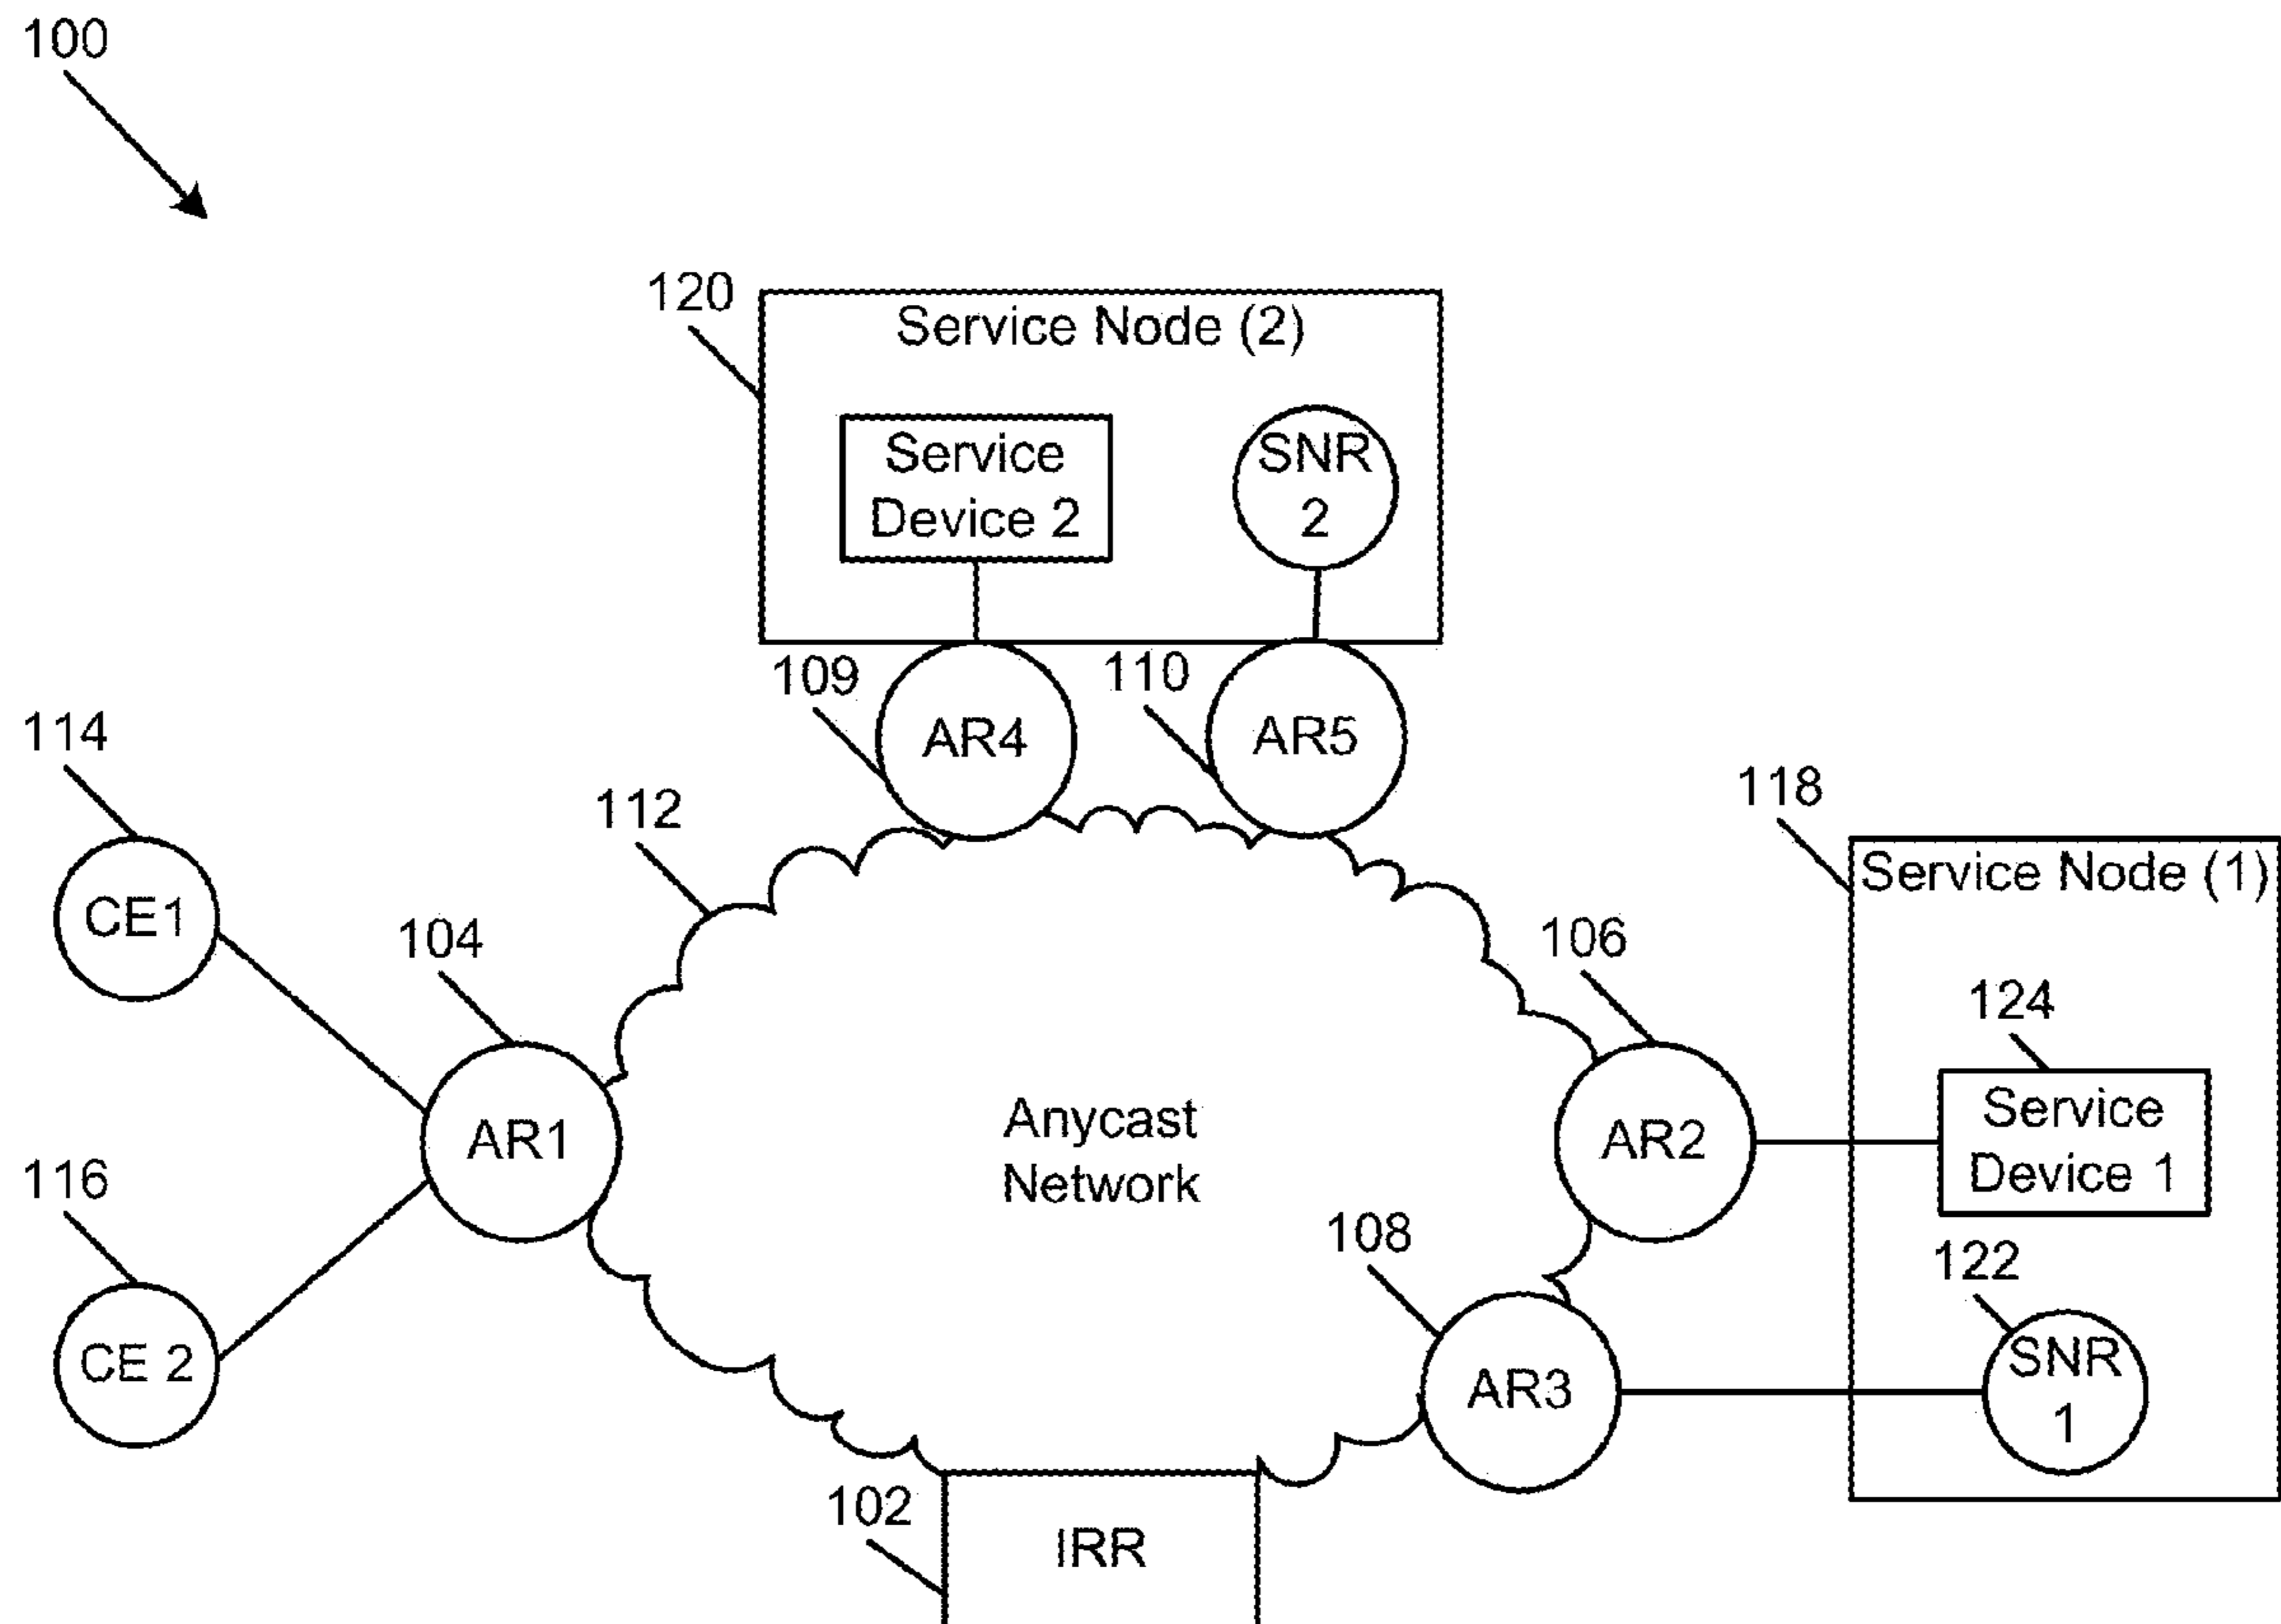 100
120
Service Node (2)
Service
Device 2
SNR
2
109
110
AR4
AR5
114
112
118
CE1
104
106
Service Node (1)
124
AR1
Anycast
Network
AR2
Service
Device 1
116
108
122
CE 2
AR3
SNR
1
102
IRR